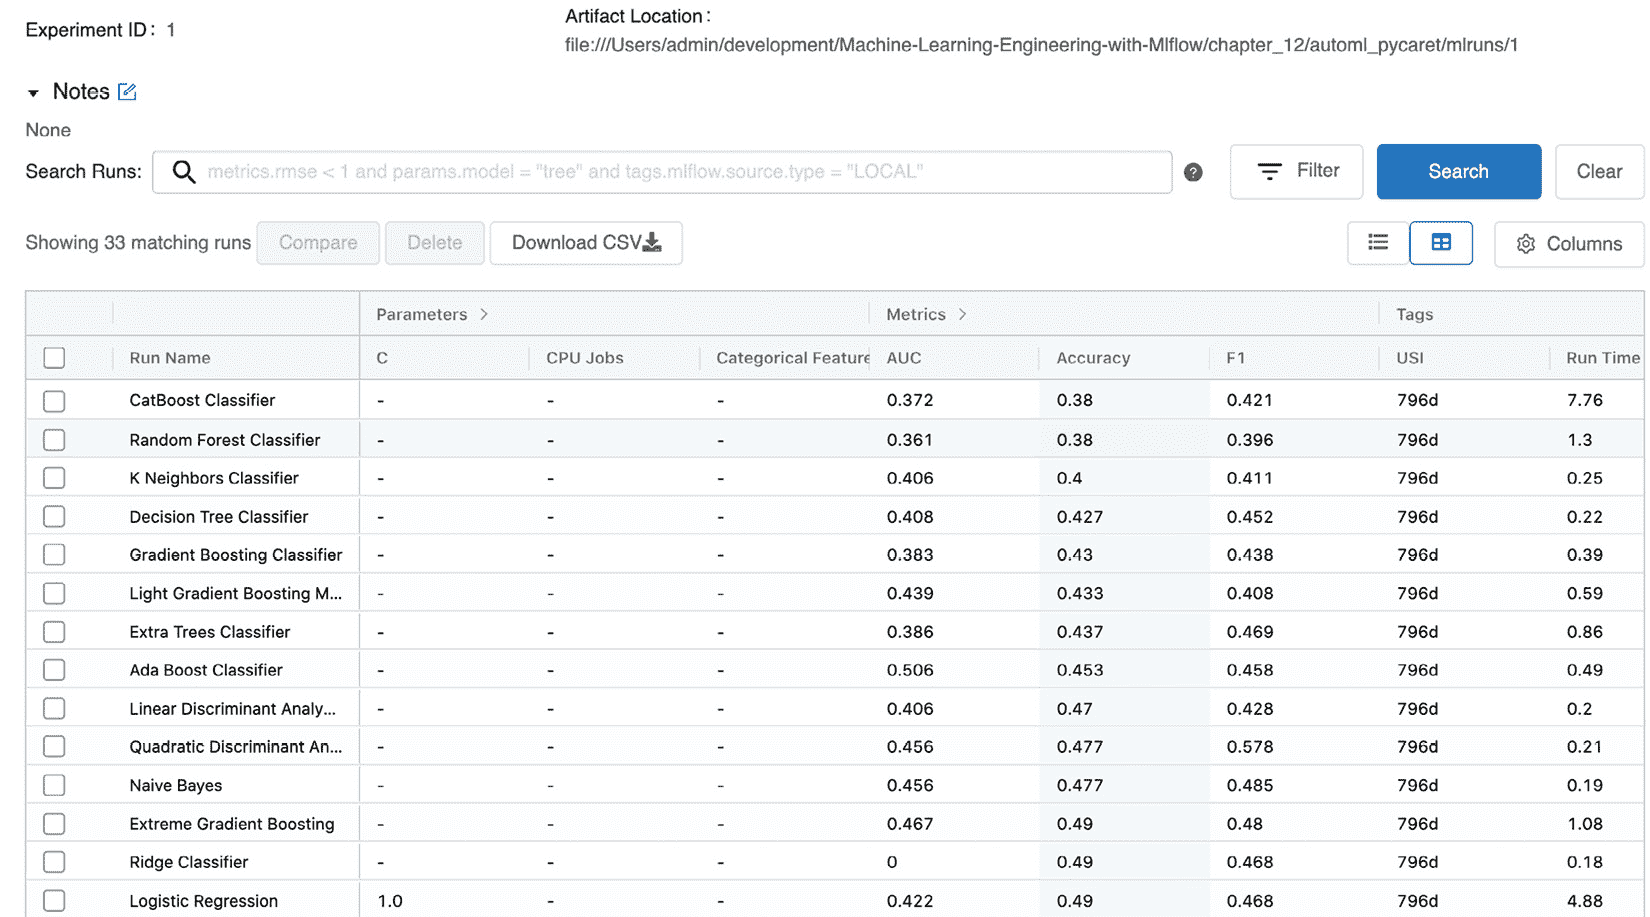 Experiment ID: 1
Artifact Location:
file:///Users/admin/development/Machine-Learning-Engineering-with-Mlflow/chapter_12/automl_pycaret/mlruns/1
Notes
None
Search Runs: metrics.rmse < 1 and params.model = "tree" and tags.mlflow.source.type = "LOCAL" ? Filter Search Clear
Showing 33 matching runs Compare Delete Download CSV Columns
Parameters > Metrics > Tags
Run Name C CPU Jobs Categorical Feature AUC Accuracy F1 USI Run Time
CatBoost Classifier - - - 0.372 0.38 0.421 796d 7.76
Random Forest Classifier - - - 0.361 0.38 0.396 796d 1.3
K Neighbors Classifier - - - 0.406 0.4 0.411 796d 0.25
Decision Tree Classifier - - - 0.408 0.427 0.452 796d 0.22
Gradient Boosting Classifier - - - 0.383 0.43 0.438 796d 0.39
Light Gradient Boosting M... - - - 0.439 0.433 0.408 796d 0.59
Extra Trees Classifier - - - 0.386 0.437 0.469 796d 0.86
Ada Boost Classifier - - - 0.506 0.453 0.458 796d 0.49
Linear Discriminant Analy... - - - 0.406 0.47 0.428 796d 0.2
Quadratic Discriminant An... - - - 0.456 0.477 0.578 796d 0.21
Naive Bayes - - - 0.456 0.477 0.485 796d 0.19
Extreme Gradient Boosting - - - 0.467 0.49 0.48 796d 1.08
Ridge Classifier - - - 0 0.49 0.468 796d 0.18
Logistic Regression 1.0 - - 0.422 0.49 0.468 796d 4.88